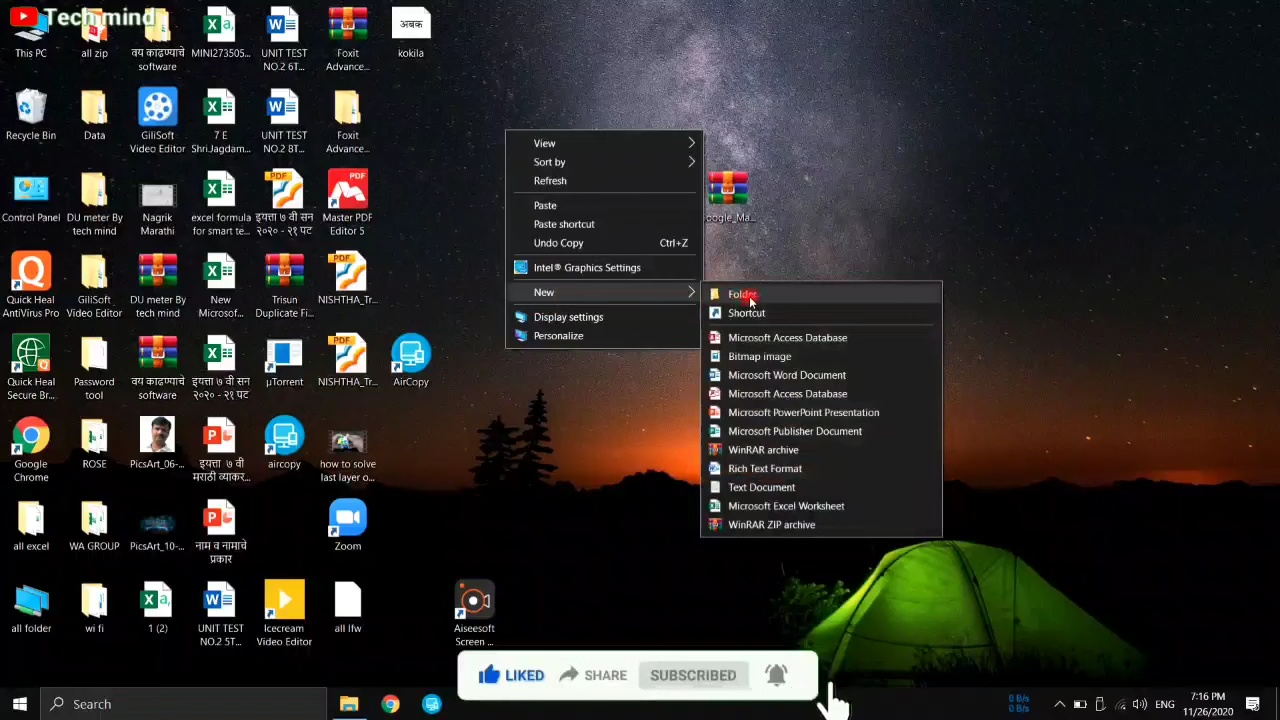 Tech mind
This PC
all zip
वय काढण्याचे
software
MINI273505...
UNIT TEST
NO.2 6T...
Foxit
Advance...
अबक
kokila
Recycle Bin
Data
GiliSoft
Video Editor
7 E
Shri.Jagdam...
UNIT TEST
NO.2 8T...
Foxit
Advance...
Control Panel
DU meter By
tech mind
Nagrik
Marathi
excel formula
for smart te...
PDF
इयत्ता ७ वी सन
२०२० - २१ पट
PDF
Master PDF
Editor 5
Quick Heal
AntiVirus Pro
GiliSoft
Video Editor
DU meter By
tech mind
New
Microsof...
Trisun
Duplicate Fi...
PDF
NISHTHA_Tr...
Quick Heal
Secure Br...
Password
tool
वय काढण्याचे
software
इयत्ता ७ वी सन
२०२० - २१ पट
µTorrent
PDF
NISHTHA_Tr...
AirCopy
Google
Chrome
ROSE
PicsArt_06-...
इयत्ता ७ वी
मराठी व्याकर...
aircopy
how to solve
last layer o...
all excel
WA GROUP
PicsArt_10-...
नाम व नामाचे
प्रकार
Zoom
all folder
wi fi
1 (2)
UNIT TEST
NO.2 5T...
Icecream
Video Editor
all lfw
Aiseesoft
Screen ...
oogle_Ma...
View
Sort by
Refresh
Paste
Paste shortcut
Undo Copy Ctrl+Z
Intel® Graphics Settings
New
Display settings
Personalize
Folder
Shortcut
Microsoft Access Database
Bitmap image
Microsoft Word Document
Microsoft Access Database
Microsoft PowerPoint Presentation
Microsoft Publisher Document
WinRAR archive
Rich Text Format
Text Document
Microsoft Excel Worksheet
WinRAR ZIP archive
LIKED SHARE SUBSCRIBED
Search
0 B/s
0 B/s
ENG
7:16 PM
11/26/2020